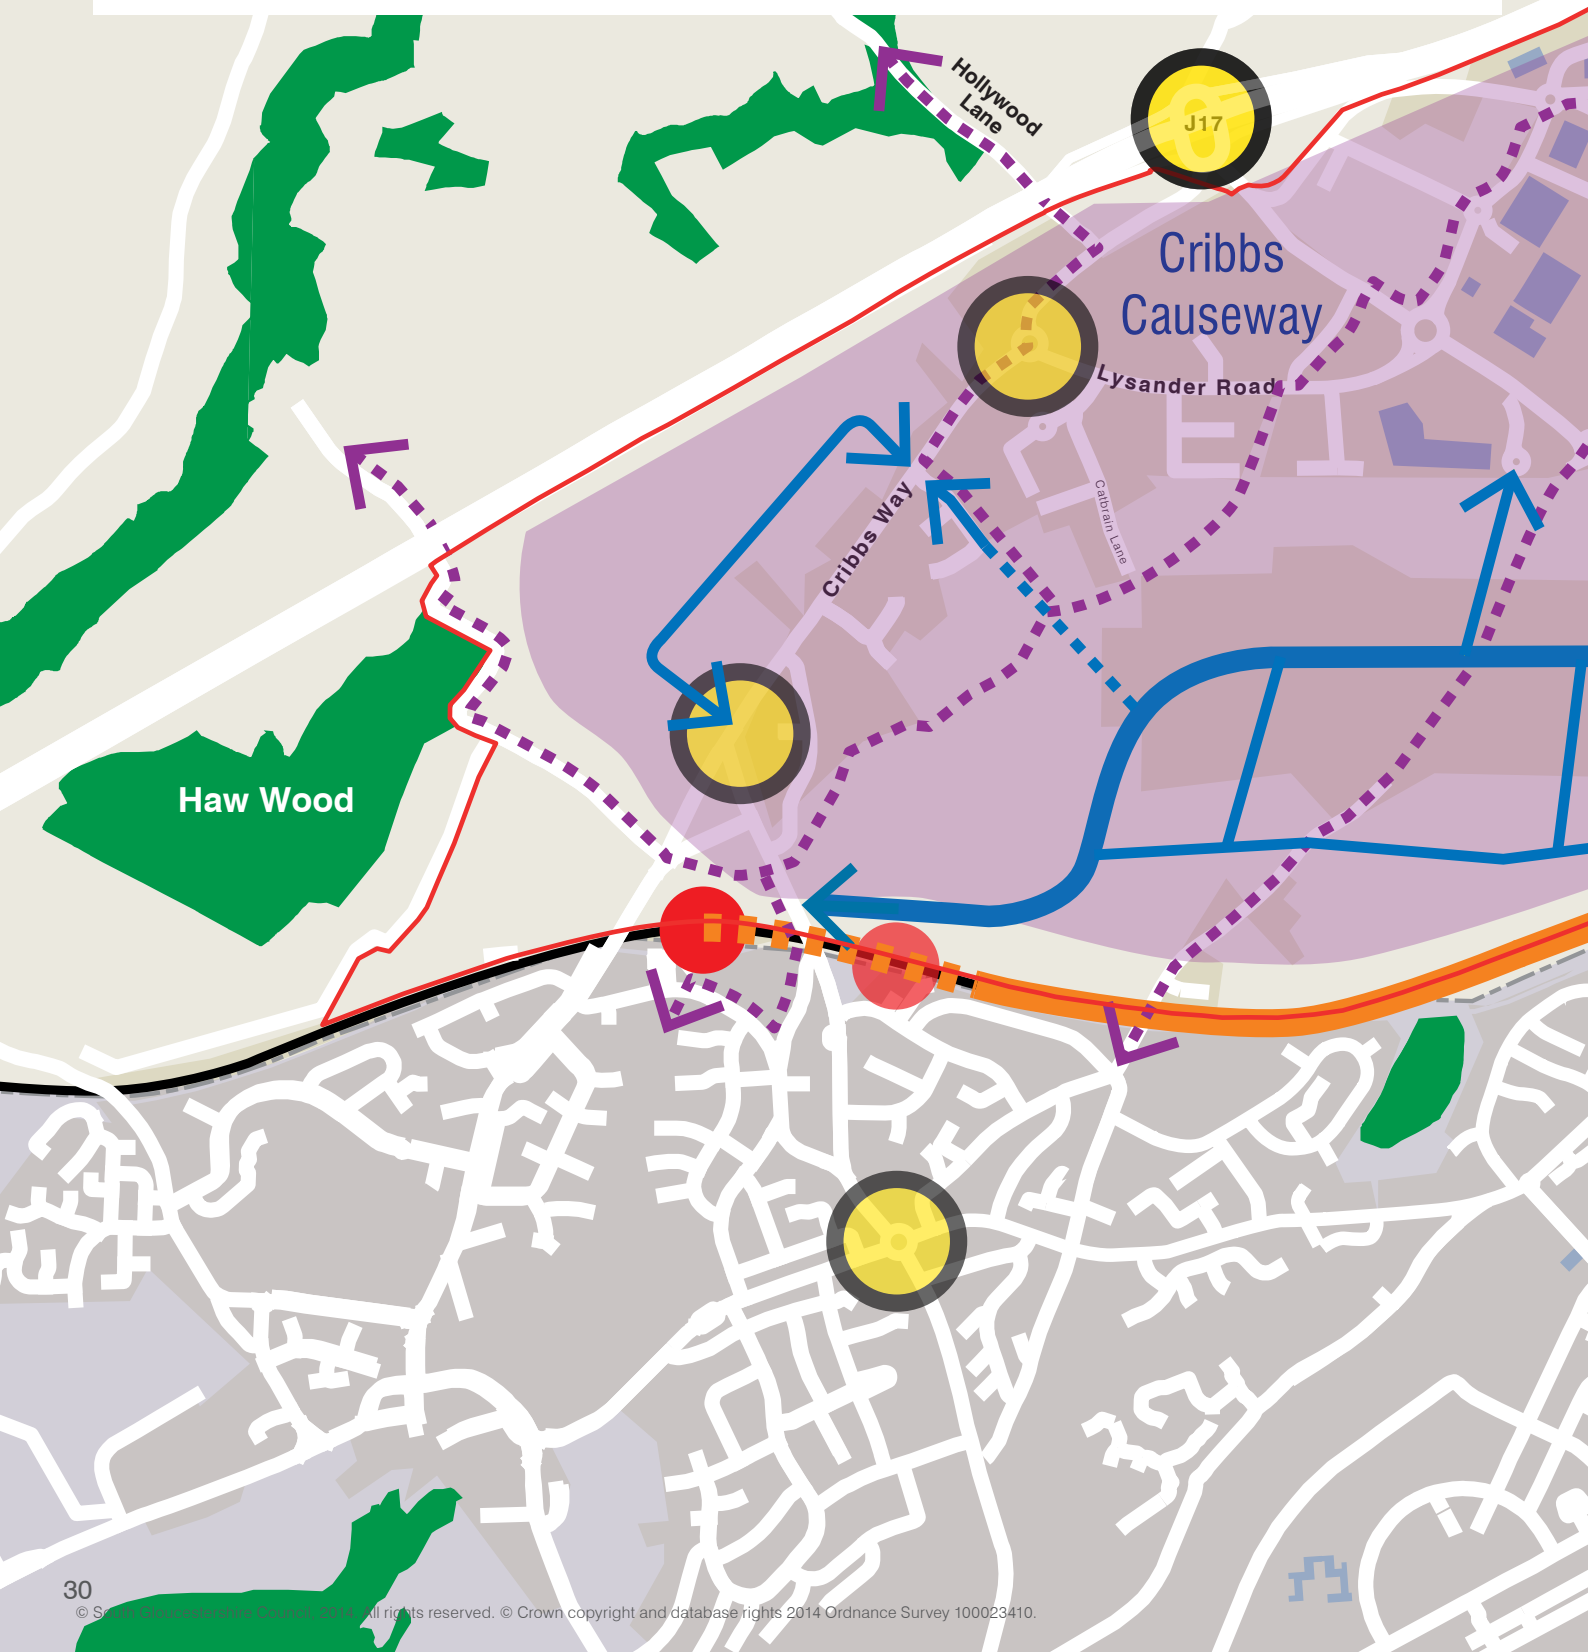 Hollywood
Lane
J17
Cribbs
Causeway
Lysander Road
Cribbs Way
Catbrain Lane
Haw Wood
30
© South Gloucestershire Council, 2014. All rights reserved. © Crown copyright and database rights 2014 Ordnance Survey 100023410.